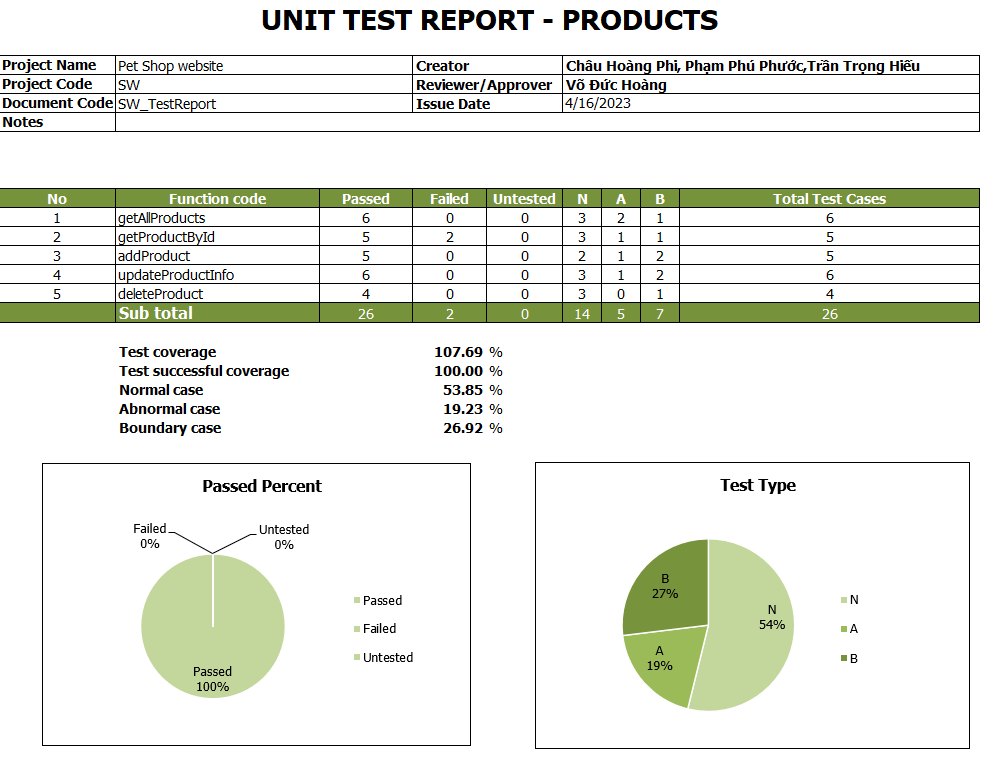 UNIT TEST REPORT - PRODUCTS
Project Name Pet Shop website Creator Châu Hoàng Phi, Phạm Phú Phước,Trần Trọng Hiếu
Project Code SW Reviewer/Approver Võ Đức Hoàng
Document Code SW_TestReport Issue Date 4/16/2023
Notes
No Function code Passed Failed Untested N A B Total Test Cases
1 getAllProducts 6 0 0 3 2 1 6
2 getProductById 5 2 0 3 1 1 5
3 addProduct 5 0 0 2 1 2 5
4 updateProductInfo 6 0 0 3 1 2 6
5 deleteProduct 4 0 0 3 0 1 4
Sub total 26 2 0 14 5 7 26
Test coverage 107.69 %
Test successful coverage 100.00 %
Normal case 53.85 %
Abnormal case 19.23 %
Boundary case 26.92 %
Passed Percent
Failed
0%
Untested
0%
Passed
100%
Passed
Failed
Untested
Test Type
B
27%
N
54%
A
19%
N
A
B